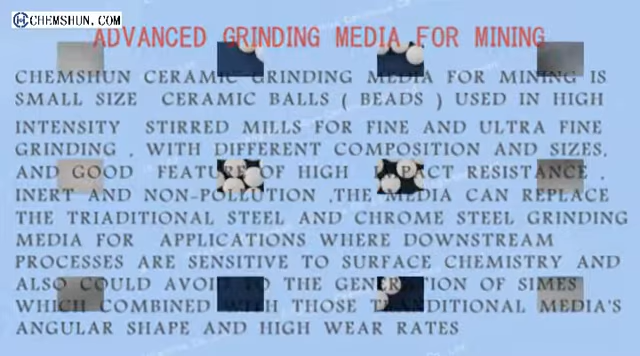 CHEMSHUN.COM
ADVANCED GRINDING MEDIA FOR MINING
CHEMSHUN CERAMIC GRINDING MEDIA FOR MINING IS
SMALL SIZE CERAMIC BALLS ( BEADS ) USED IN HIGH
INTENSITY STIRRED MILLS FOR FINE AND ULTRA FINE
GRINDING , WITH DIFFERENT COMPOSITION AND SIZES,
AND GOOD FEATURE OF HIGH IMPACT RESISTANCE ,
INERT AND NON-POLLUTION ,THE MEDIA CAN REPLACE
THE TRIADITIONAL STEEL AND CHROME STEEL GRINDING
MEDIA FOR APPLICATIONS WHERE DOWNSTREAM
PROCESSES ARE SENSITIVE TO SURFACE CHEMISTRY AND
ALSO COULD AVOID TO THE GENERATION OF SIMES
WHICH COMBINED WITH THOSE TRANDITIONAL MEDIA'S
ANGULAR SHAPE AND HIGH WEAR RATES